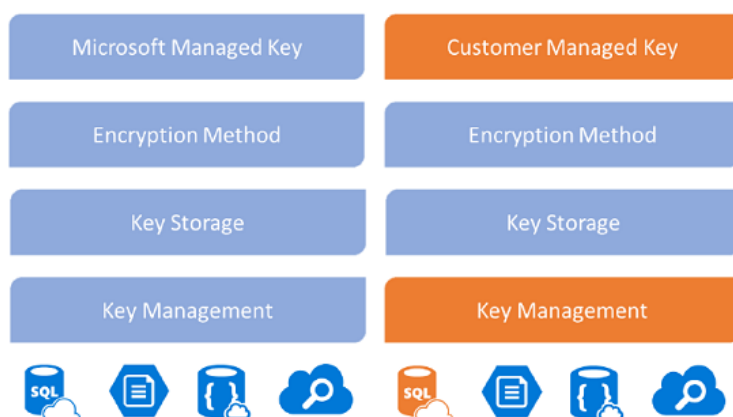 Microsoft Managed Key
Customer Managed Key
Encryption Method
Encryption Method
Key Storage
Key Storage
Key Management
Key Management
SQL
{ }
SQL
{ }